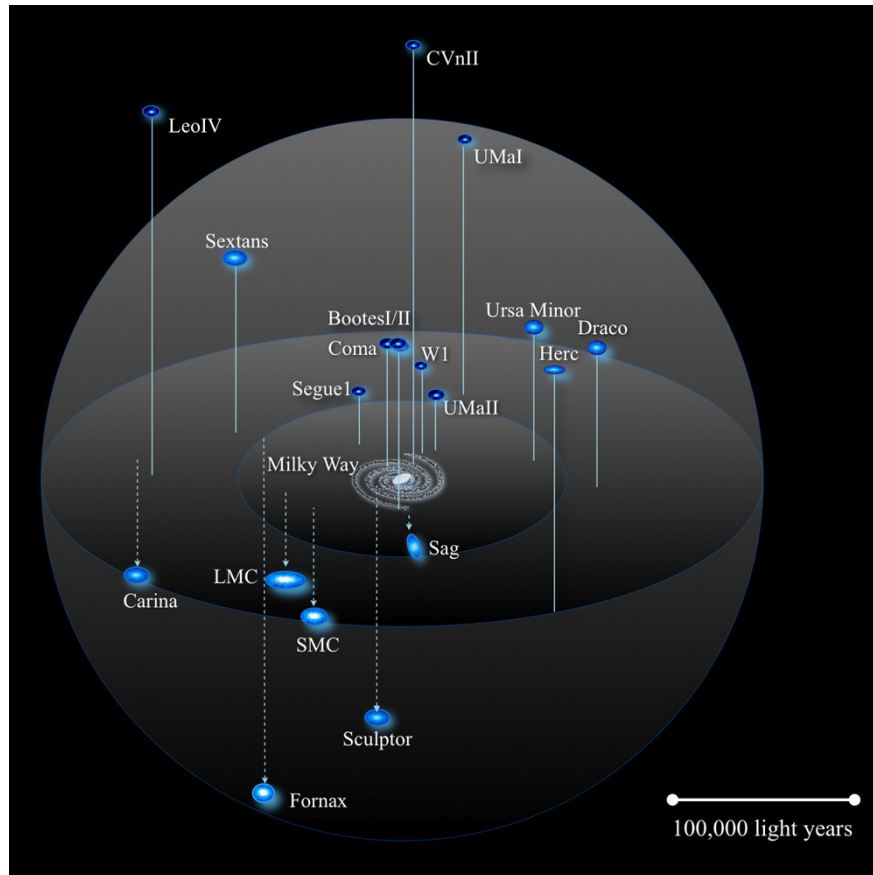 CVnII
LeoIV
UMaI
Sextans
Ursa Minor
BootesI/II
Draco
Coma
W1
Herc
Segue1
UMaII
Milky Way
Sag
LMC
Carina
SMC
Sculptor
Fornax
100,000 light years